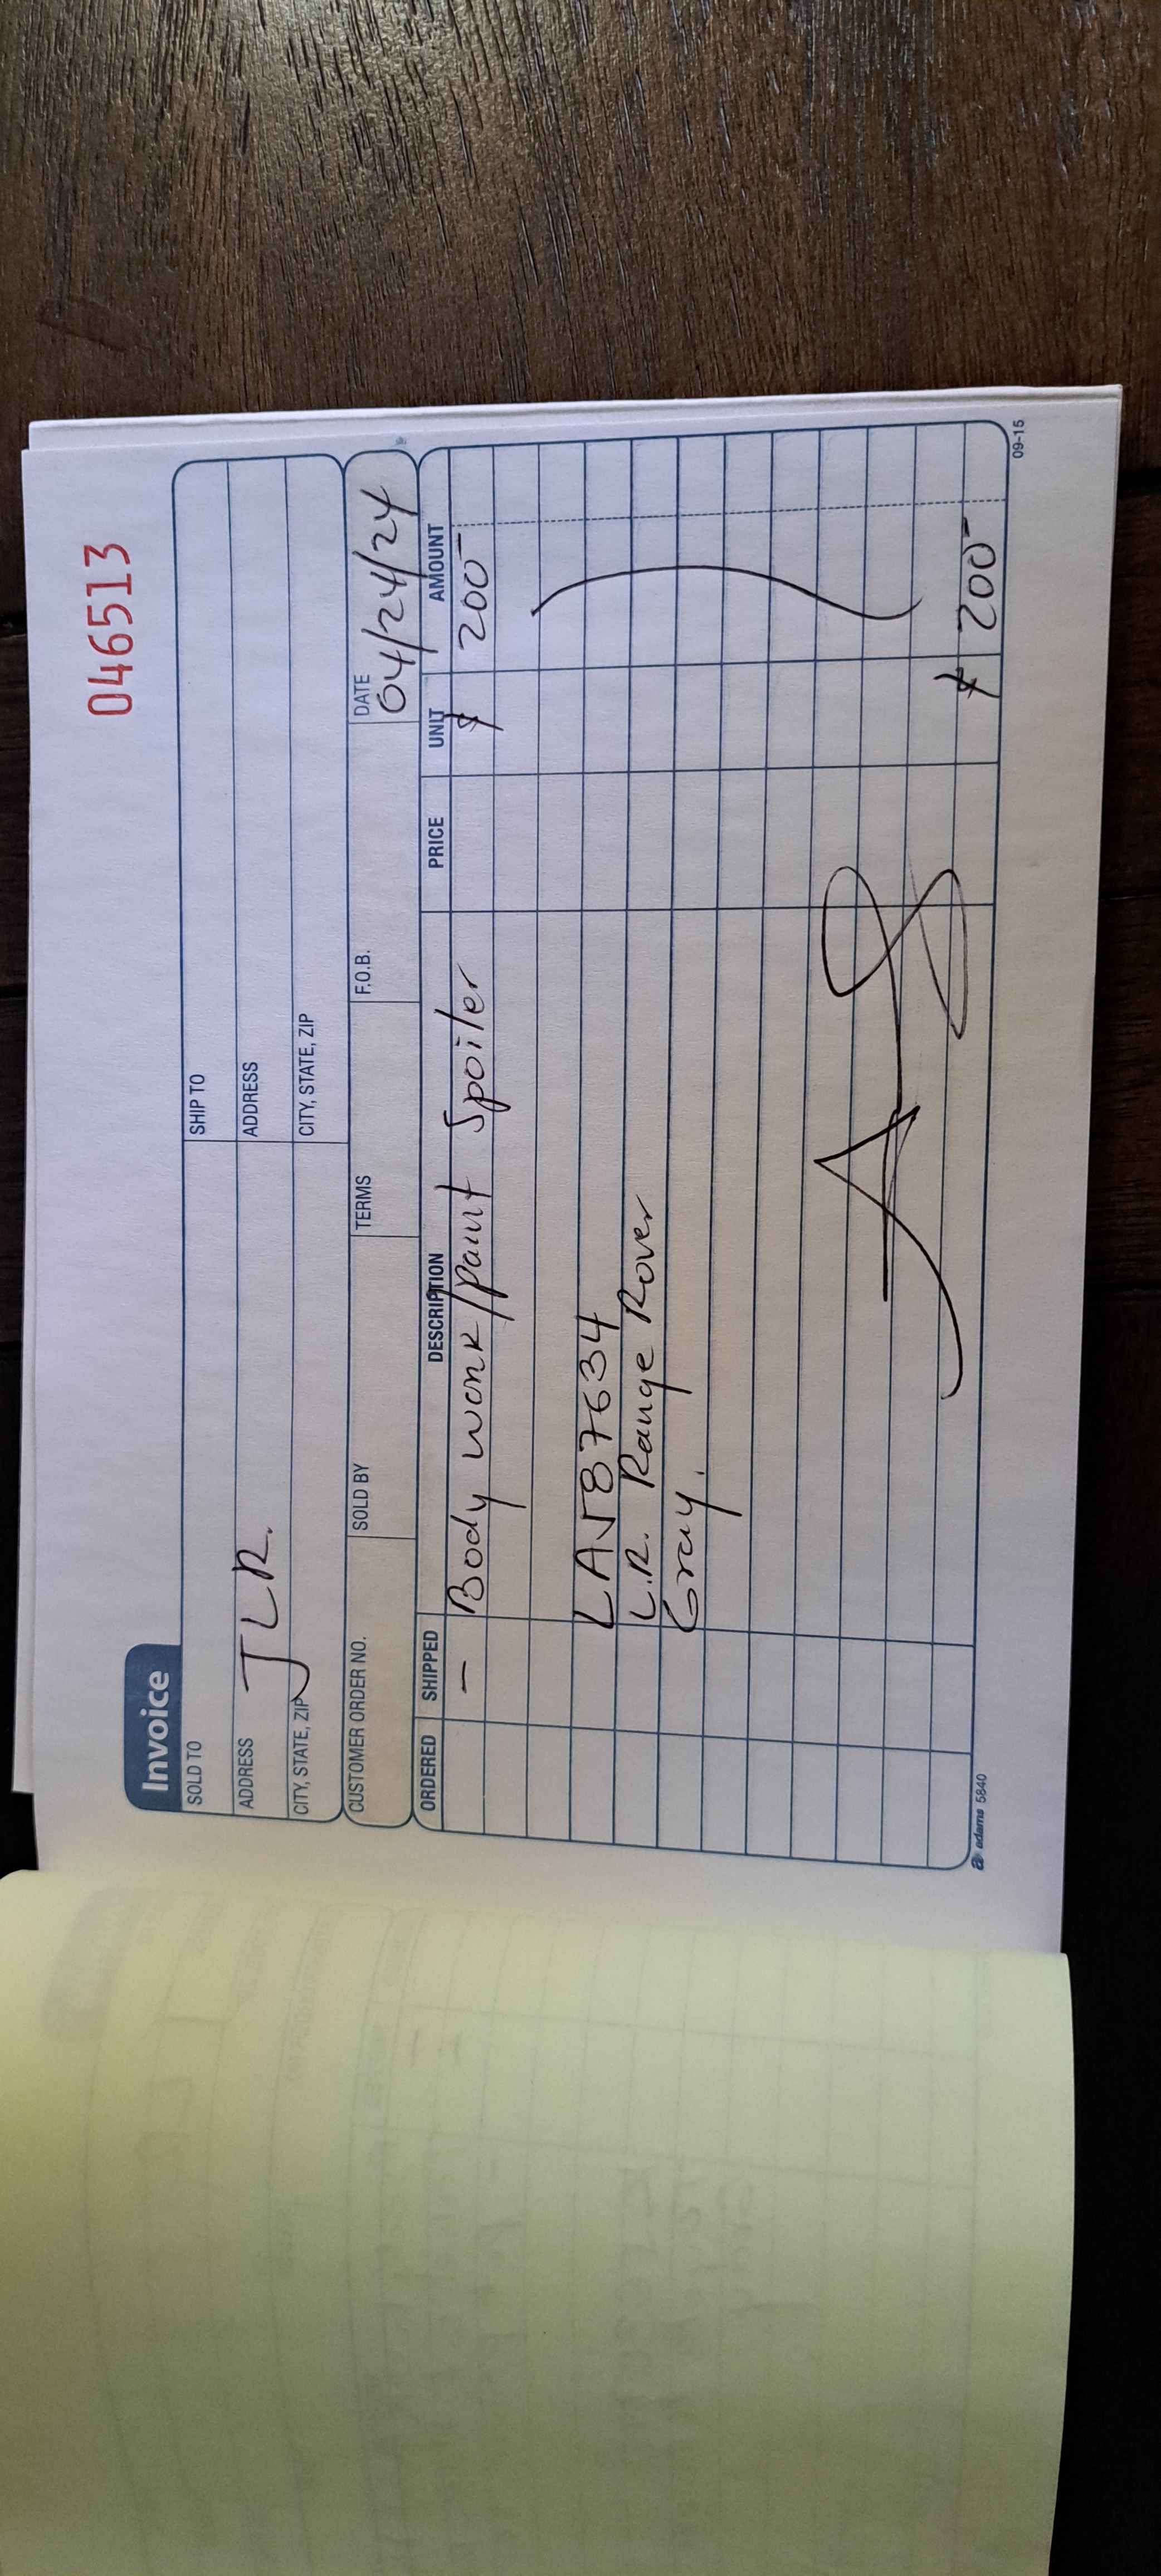 046513
Invoice
SOLD TO
SHIP TO
ADDRESS
ADDRESS
JLR.
CITY, STATE, ZIP
CITY, STATE, ZIP
CUSTOMER ORDER NO.
SOLD BY
TERMS
F.O.B.
DATE
04/24/24
ORDERED SHIPPED DESCRIPTION PRICE UNIT AMOUNT
- Body work/paint Spoiler $ 200-
L.R. Range Rover
Gray.
$ 200-
adams 5840
09-15